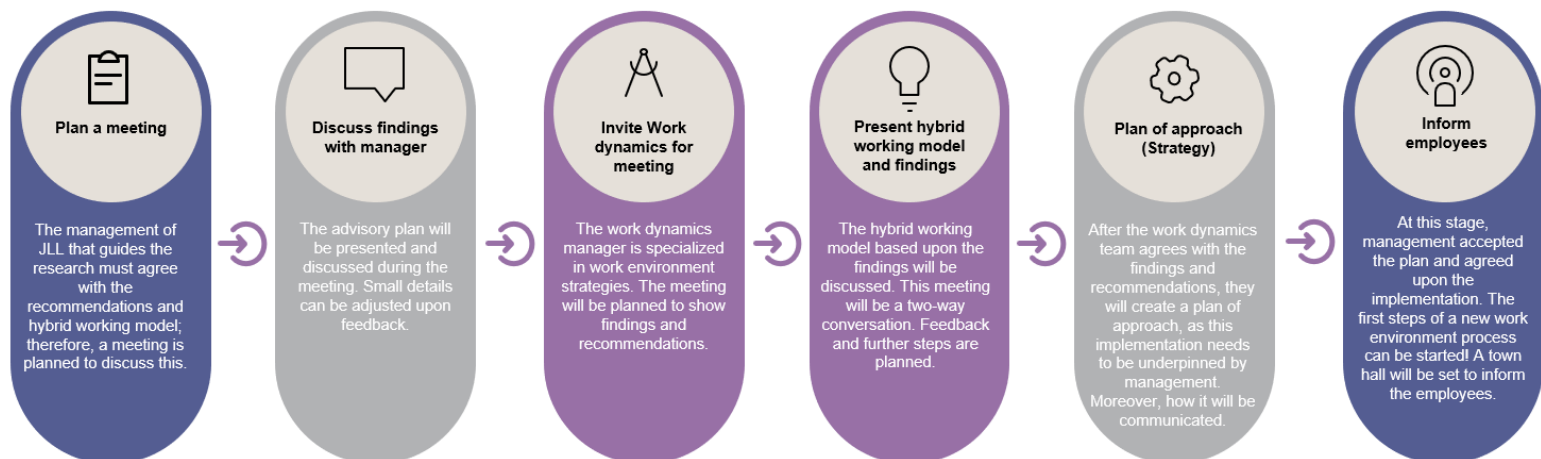 Plan a meeting
The management of
JLL that guides the
research must agree
with the
recommendations and
hybrid working model;
therefore, a meeting is
planned to discuss this.
Discuss findings
with manager
The advisory plan will
be presented and
discussed during the
meeting. Small details
can be adjusted upon
feedback.
Invite Work
dynamics for
meeting
The work dynamics
manager is specialized
in work environment
strategies. The meeting
will be planned to show
findings and
recommendations.
Present hybrid
working model
and findings
The hybrid working
model based upon the
findings will be
discussed. This meeting
will be a two-way
conversation. Feedback
and further steps are
planned.
Plan of approach
(Strategy)
After the work dynamics
team agrees with the
findings and
recommendations, they
will create a plan of
approach, as this
implementation needs
to be underpinned by
management.
Moreover, how it will be
communicated.
Inform
employees
At this stage,
management accepted
the plan and agreed
upon the
implementation. The
first steps of a new work
environment process
can be started! A town
hall will be set to inform
the employees.